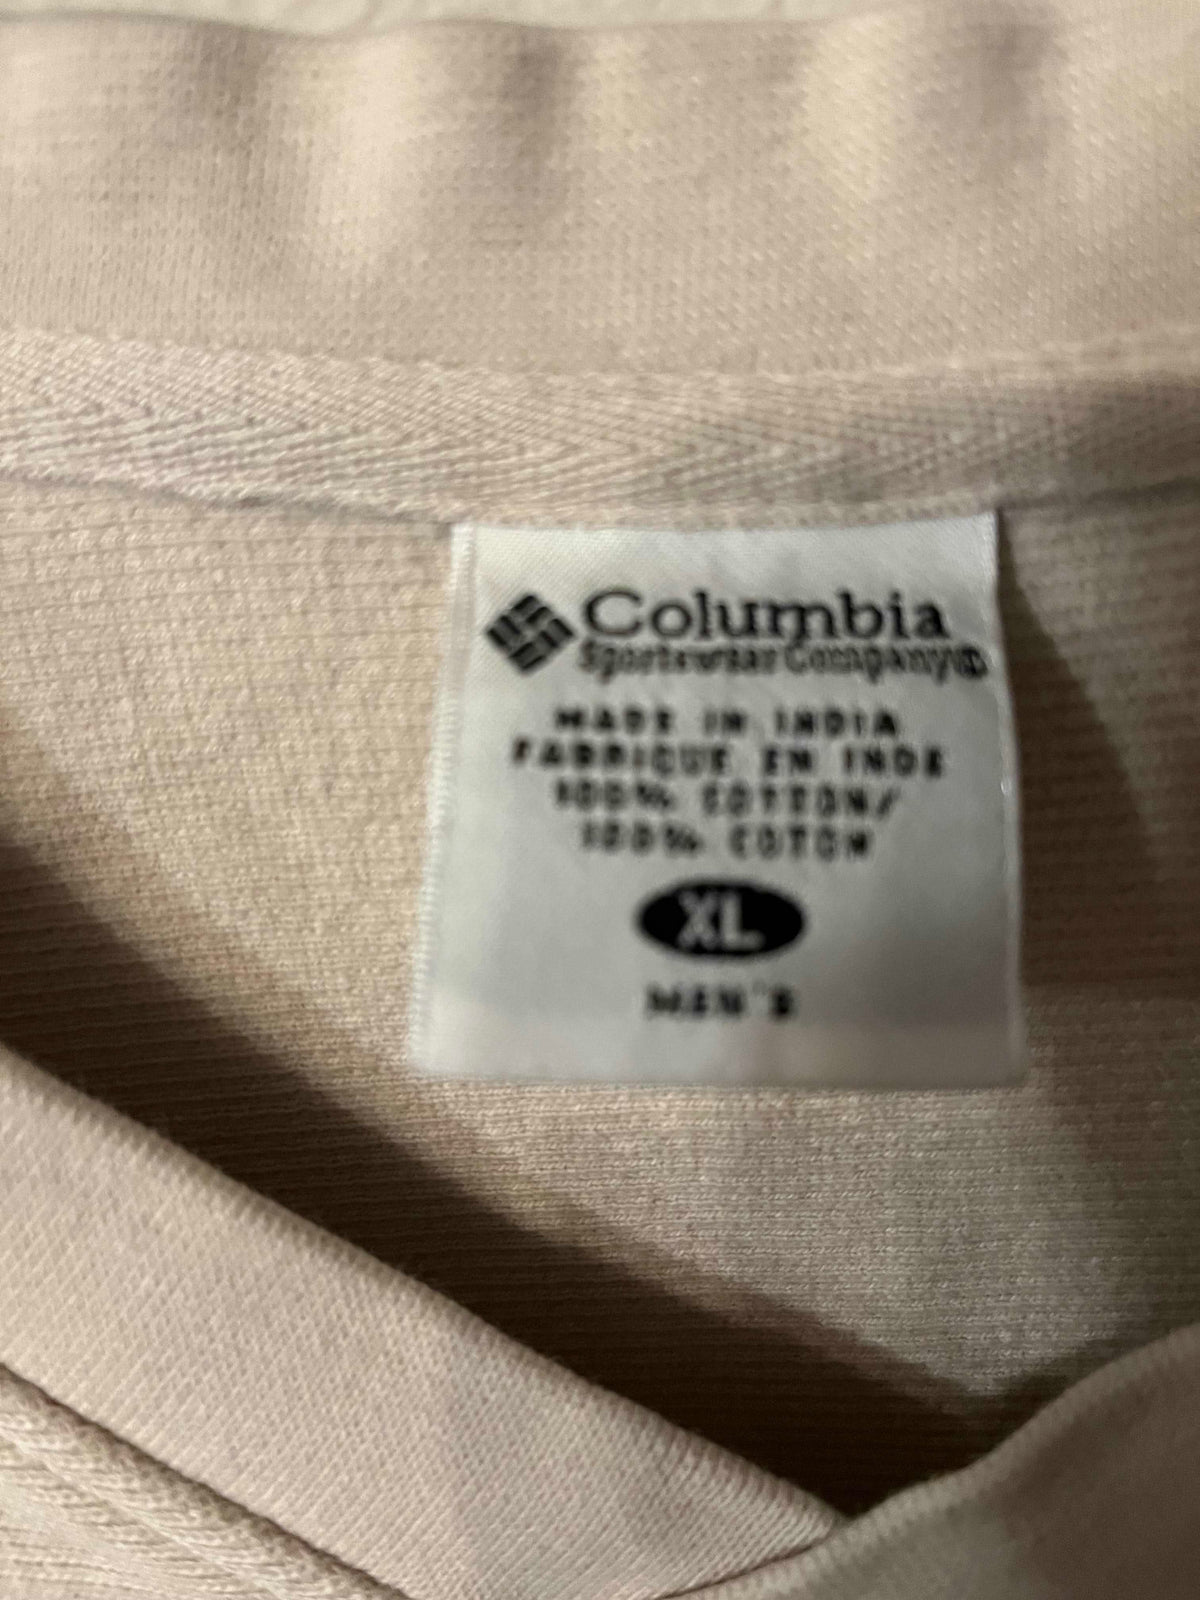 Columbia
Sportswear Company®
MADE IN INDIA
FABRIQUE EN INDE
100% COTTON/
100% COTON
XL
MEN'S